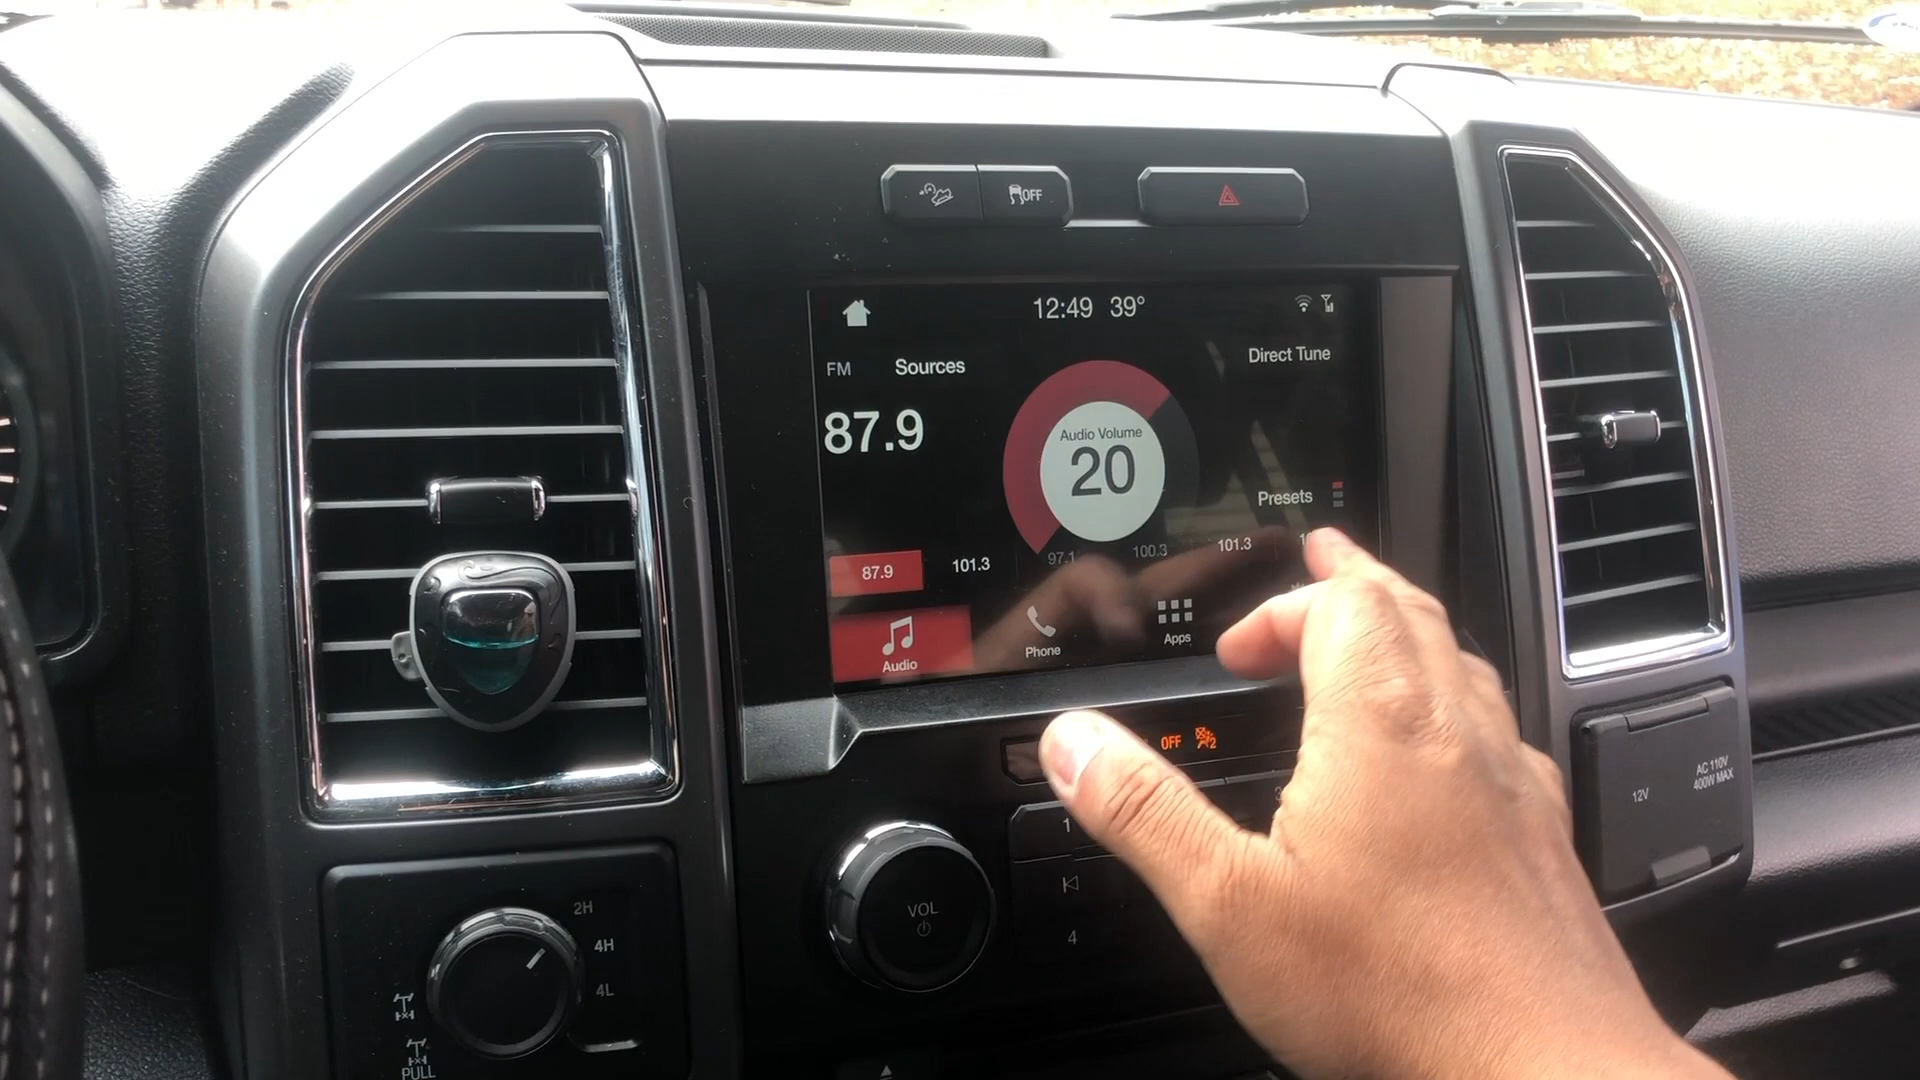 OFF
12:49 39°
FM Sources
Direct Tune
87.9
Audio Volume
20
Presets
87.9 101.3 97.1 100.3 101.3
Audio Phone Apps
OFF
2
12V
AC 110V
400W MAX
1
VOL
4
2H
4H
4L
PULL